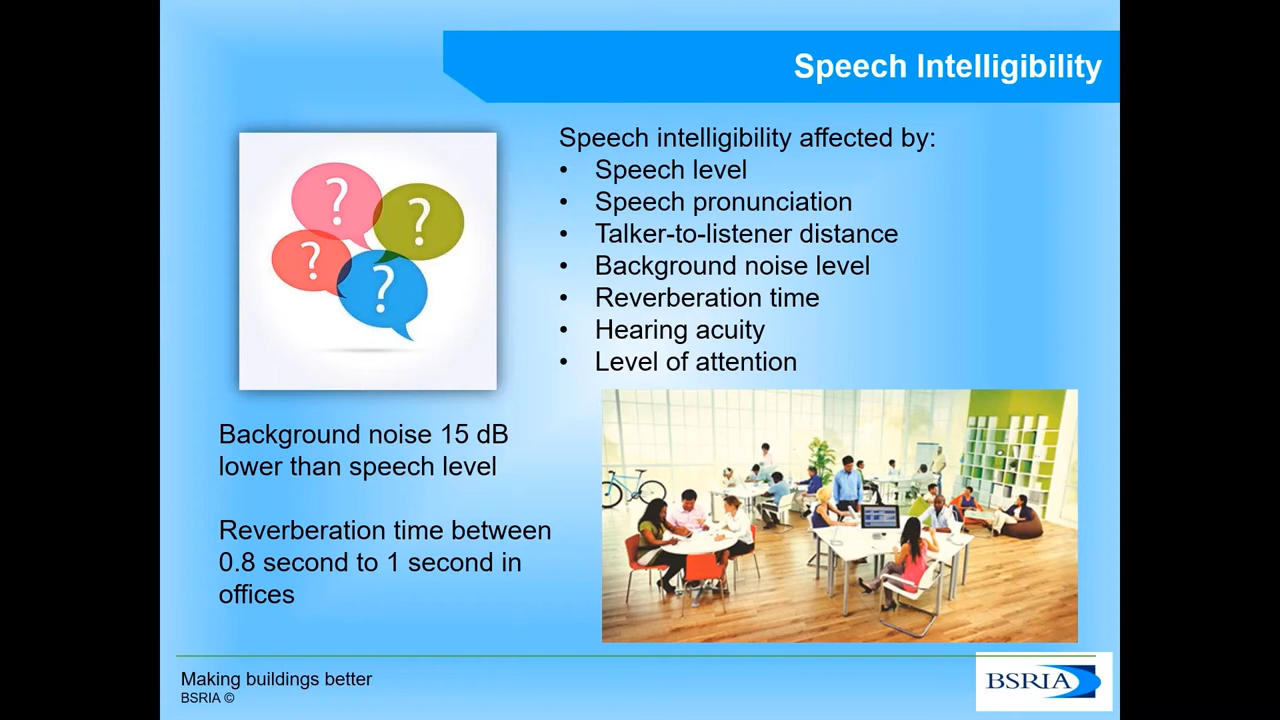 Speech Intelligibility
?
?
?
?
Speech intelligibility affected by:
• Speech level
• Speech pronunciation
• Talker-to-listener distance
• Background noise level
• Reverberation time
• Hearing acuity
• Level of attention
Background noise 15 dB
lower than speech level
Reverberation time between
0.8 second to 1 second in
offices
Making buildings better
BSRIA ©
BSRIA